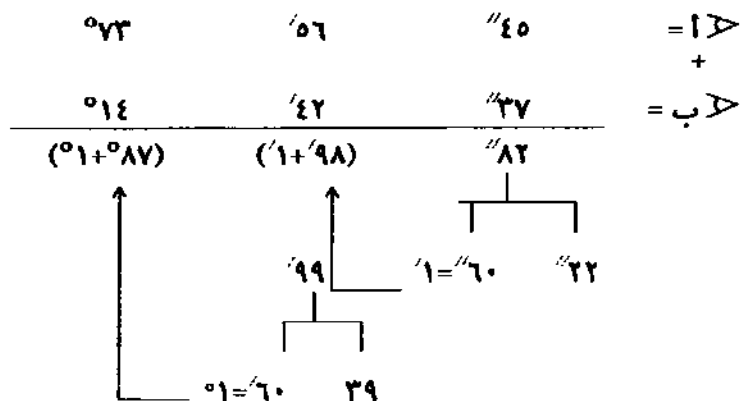 ∢ أ = ٤٥// ٥٦/ ٧٣°
+
∢ ب = ٣٧// ٤٢/ ١٤°
٨٢// (٩٨/+١/) (٨٧°+١°)
٢٢// ٦٠//=١/ ٩٩/
٣٩ ٦٠/=١°